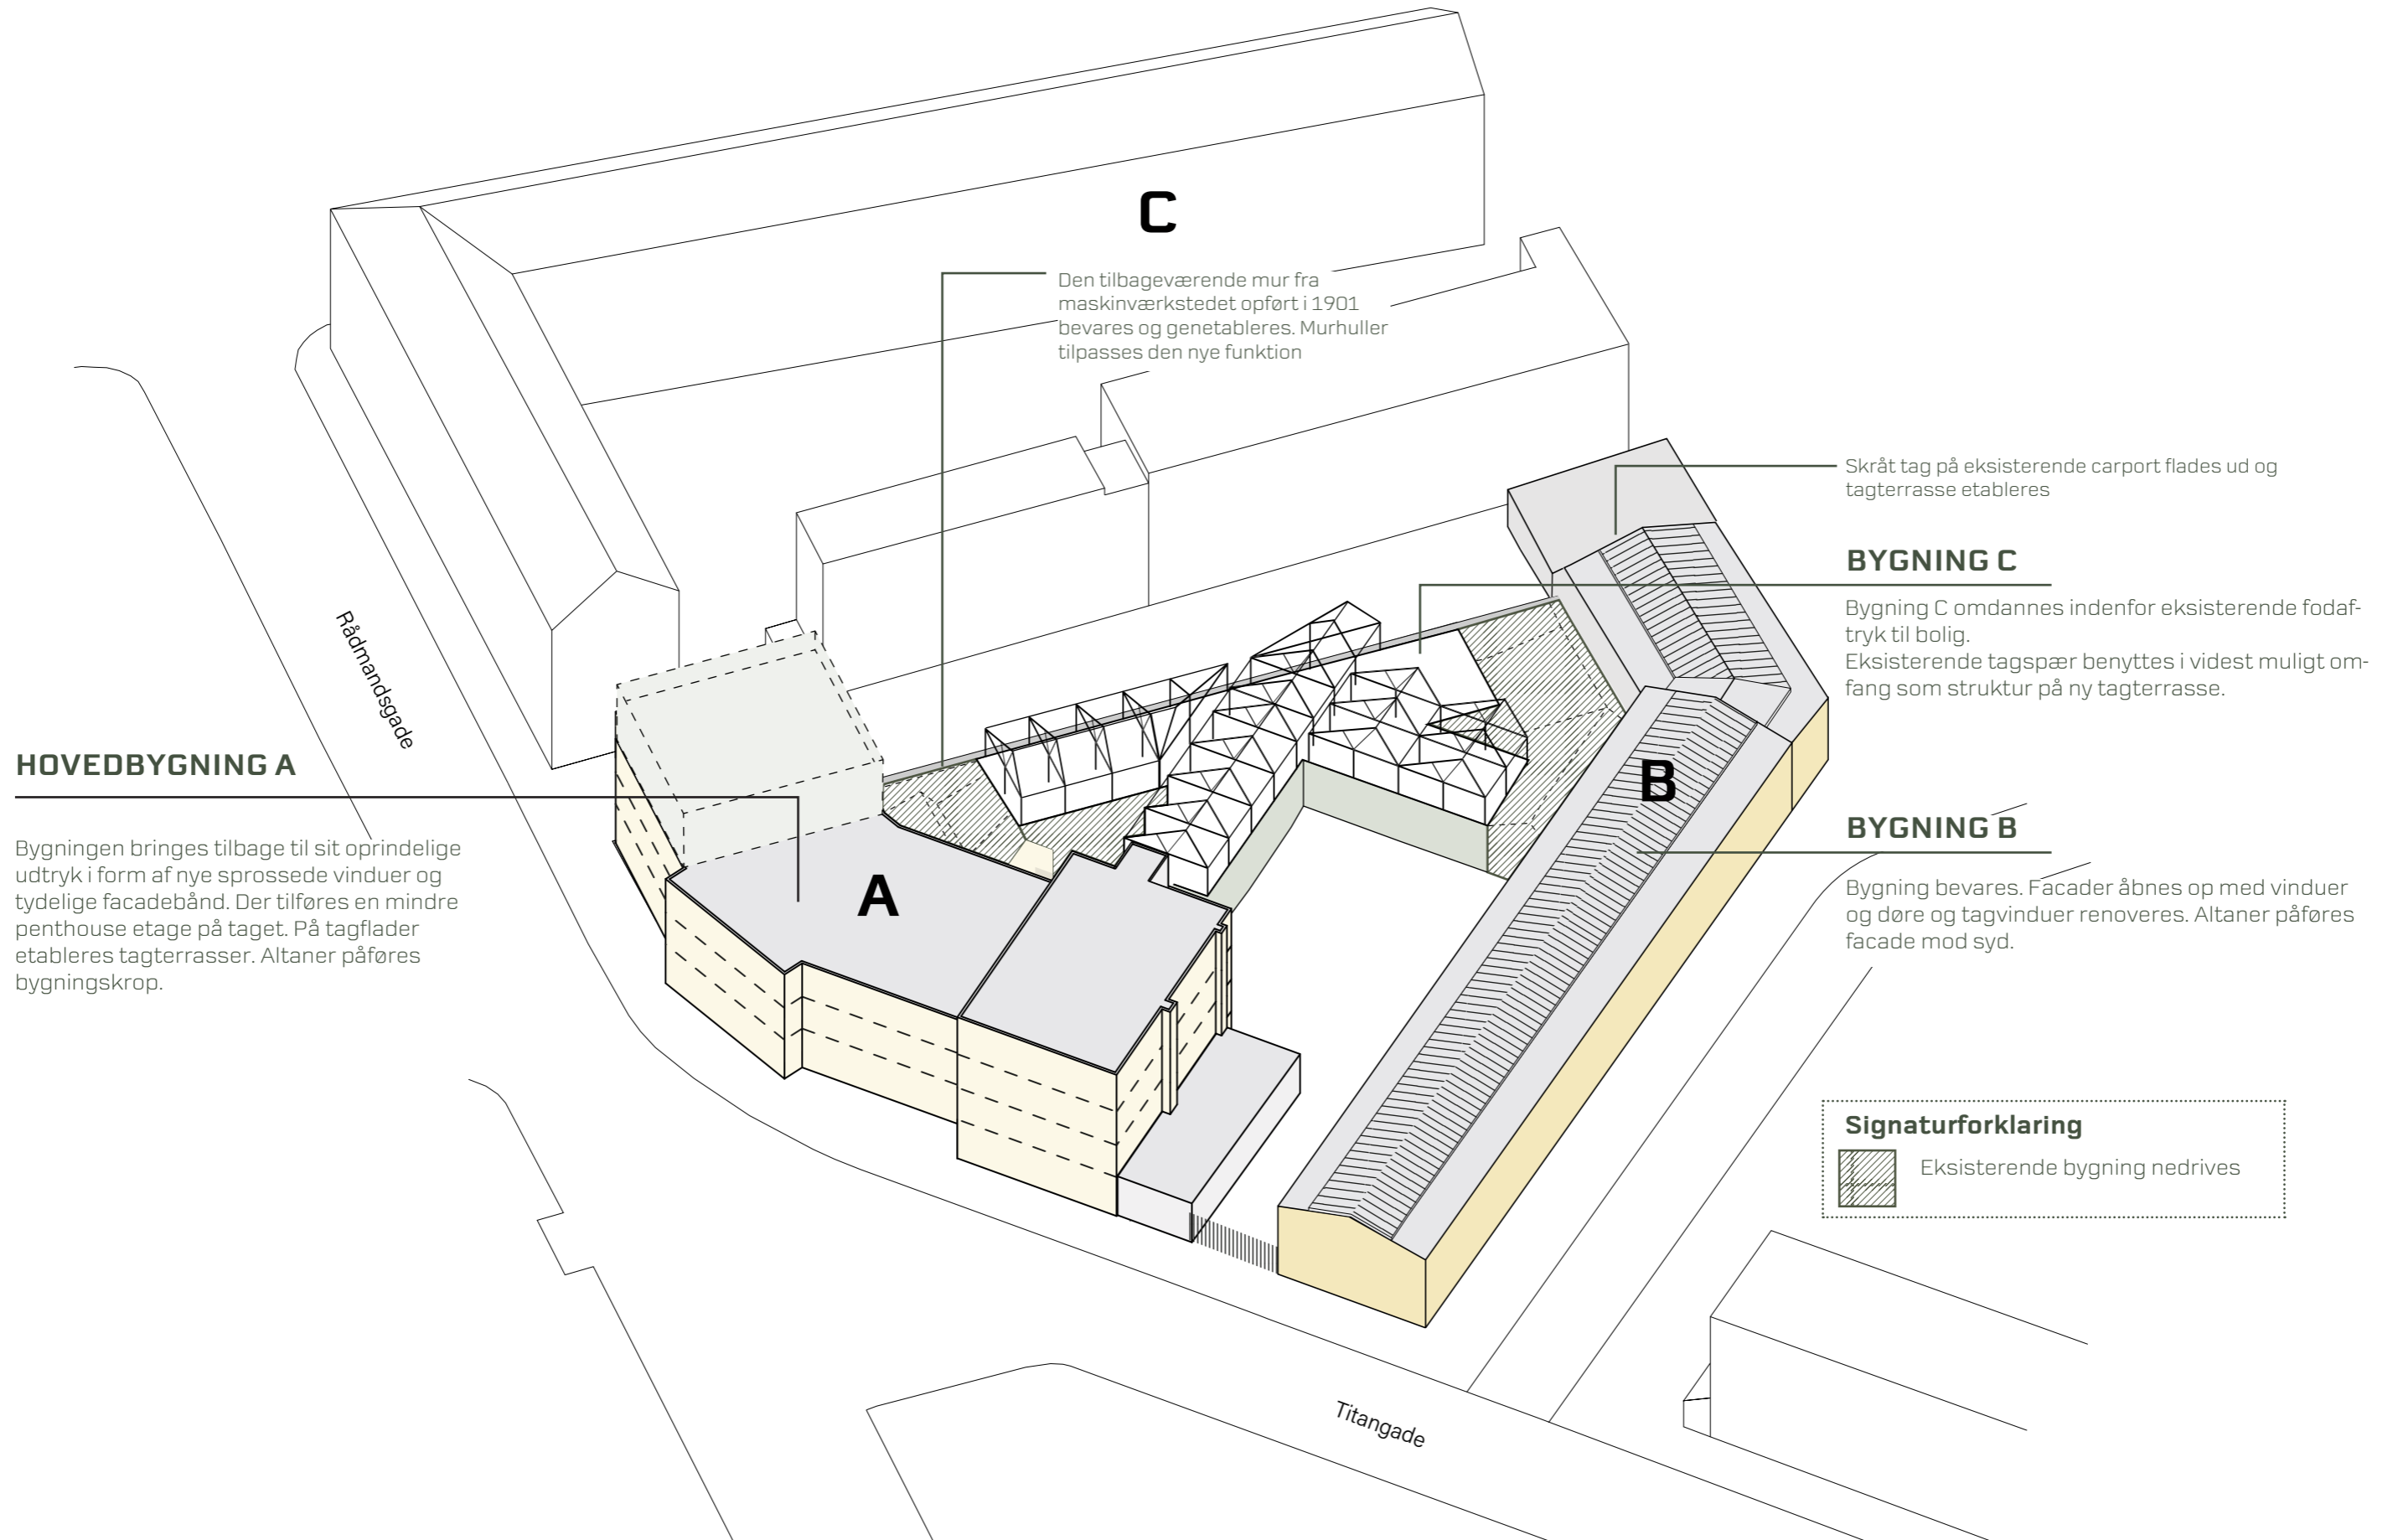 C
Den tilbageværende mur fra
maskinværkstedet opført i 1901
bevares og genetableres. Murhuller
tilpasses den nye funktion
Skråt tag på eksisterende carport flades ud og
tagterrasse etableres
BYGNING C
Bygning C omdannes indenfor eksisterende fodaf-
tryk til bolig.
Eksisterende tagspær benyttes i videst muligt om-
fang som struktur på ny tagterrasse.
Rådmandsgade
HOVEDBYGNING A
Bygningen bringes tilbage til sit oprindelige
udtryk i form af nye sprossede vinduer og
tydelige facadebånd. Der tilføres en mindre
penthouse etage på taget. På tagflader
etableres tagterrasser. Altaner påføres
bygningskrop.
A
B
BYGNING B
Bygning bevares. Facader åbnes op med vinduer
og døre og tagvinduer renoveres. Altaner påføres
facade mod syd.
Signaturforklaring
Eksisterende bygning nedrives
Titangade